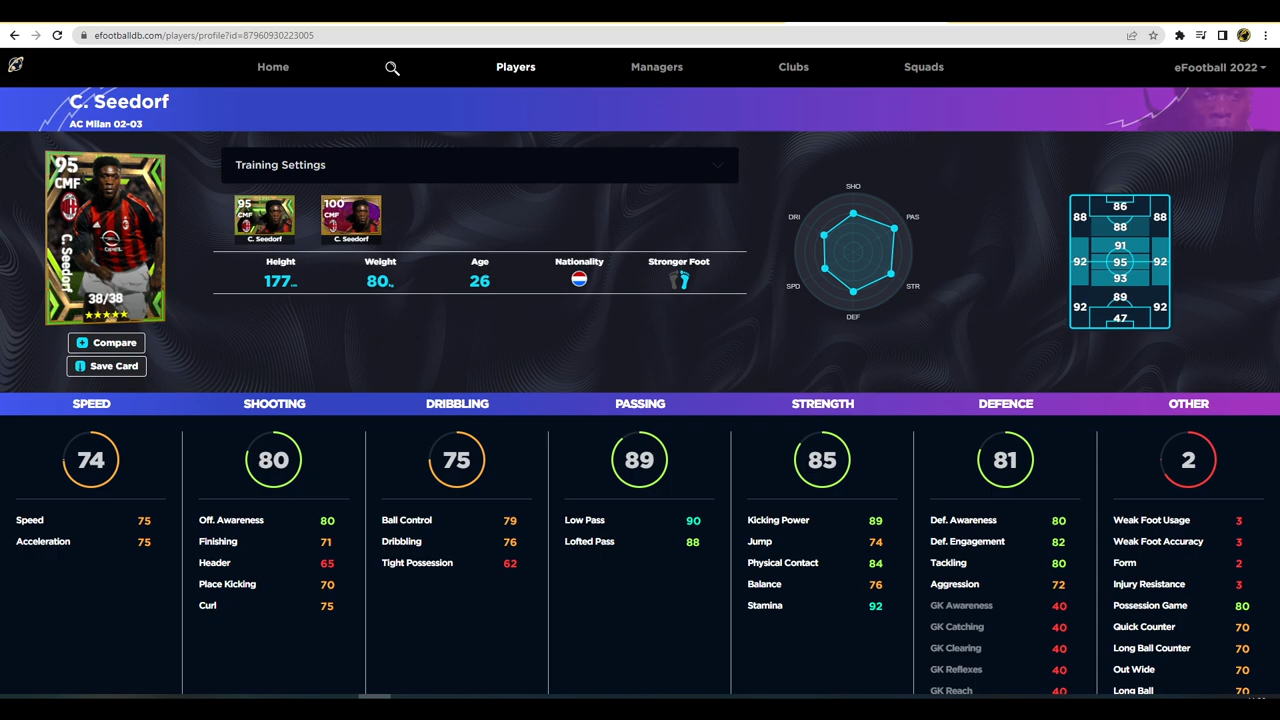 efootballdb.com/players/profile?id=87960930223005
Home
Players
Managers
Clubs
Squads
eFootball 2022
C. Seedorf
AC Milan 02-03
95
CMF
C. Seedorf
38/38
Compare
Save Card
Training Settings
95
CMF
C. Seedorf
100
CMF
C. Seedorf
Height
Weight
Age
Nationality
Stronger Foot
177
80
26
SHO
DRI
PAS
SPD
STR
DEF
86
88 88
88
91
92 95 92
93
89
92 92
47
SPEED
74
Speed 75
Acceleration 75
SHOOTING
80
Off. Awareness 80
Finishing 71
Header 65
Place Kicking 70
Curl 75
DRIBBLING
75
Ball Control 79
Dribbling 76
Tight Possession 62
PASSING
89
Low Pass 90
Lofted Pass 88
STRENGTH
85
Kicking Power 89
Jump 74
Physical Contact 84
Balance 76
Stamina 92
DEFENCE
81
Def. Awareness 80
Def. Engagement 82
Tackling 80
Aggression 72
GK Awareness 40
GK Catching 40
GK Clearing 40
GK Reflexes 40
GK Reach 40
OTHER
2
Weak Foot Usage 3
Weak Foot Accuracy 3
Form 2
Injury Resistance 3
Possession Game 80
Quick Counter 70
Long Ball Counter 70
Out Wide 70
Long Ball 70